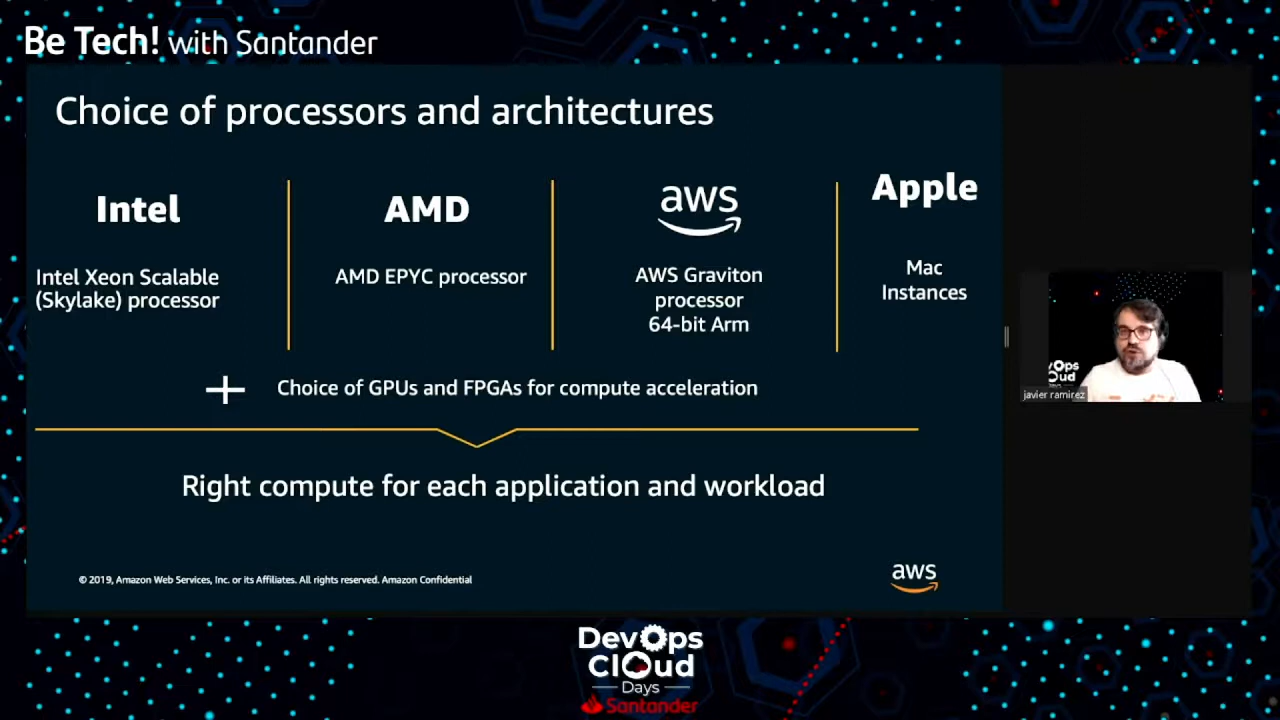 Be Tech! with Santander
Choice of processors and architectures
Intel
Intel Xeon Scalable
(Skylake) processor
AMD
AMD EPYC processor
aws
AWS Graviton
processor
64-bit Arm
Apple
Mac
Instances
Choice of GPUs and FPGAs for compute acceleration
Right compute for each application and workload
© 2019, Amazon Web Services, Inc. or its Affiliates. All rights reserved. Amazon Confidential
aws
javier ramirez
DevOps
Cloud
Days
Santander